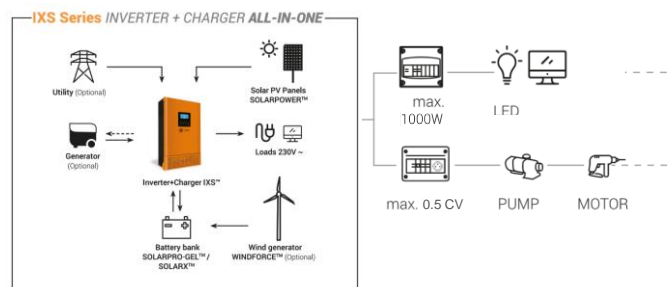 IXS Series INVERTER + CHARGER ALL-IN-ONE
Utility (Optional)
Solar PV Panels
SOLARPOWER™
Generator
(Optional)
Loads 230V ~
Inverter+Charger IXS™
Battery bank
SOLARPRO-GEL™ /
SOLARX™
Wind generator
WINDFORCE™ (Optional)
max.
1000W
LED
max. 0.5 CV
PUMP
MOTOR